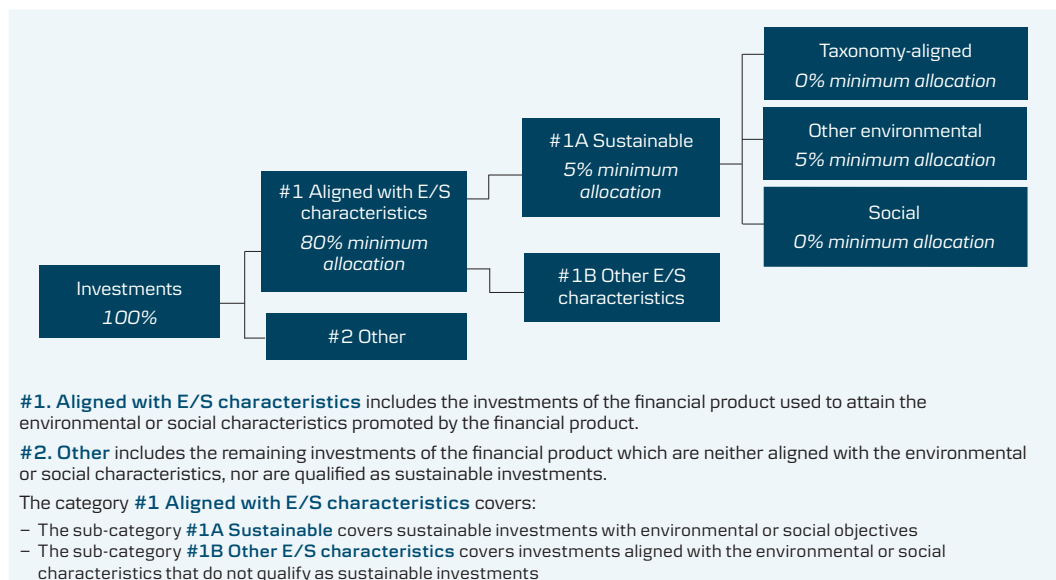 Taxonomy-aligned
0% minimum allocation
Other environmental
5% minimum allocation
Social
0% minimum allocation
#1A Sustainable
5% minimum
allocation
#1B Other E/S
characteristics
#1 Aligned with E/S
characteristics
80% minimum
allocation
#2 Other
Investments
100%
#1. Aligned with E/S characteristics includes the investments of the financial product used to attain the
environmental or social characteristics promoted by the financial product.
#2. Other includes the remaining investments of the financial product which are neither aligned with the environmental
or social characteristics, nor are qualified as sustainable investments.
The category #1 Aligned with E/S characteristics covers:
– The sub-category #1A Sustainable covers sustainable investments with environmental or social objectives
– The sub-category #1B Other E/S characteristics covers investments aligned with the environmental or social
characteristics that do not qualify as sustainable investments